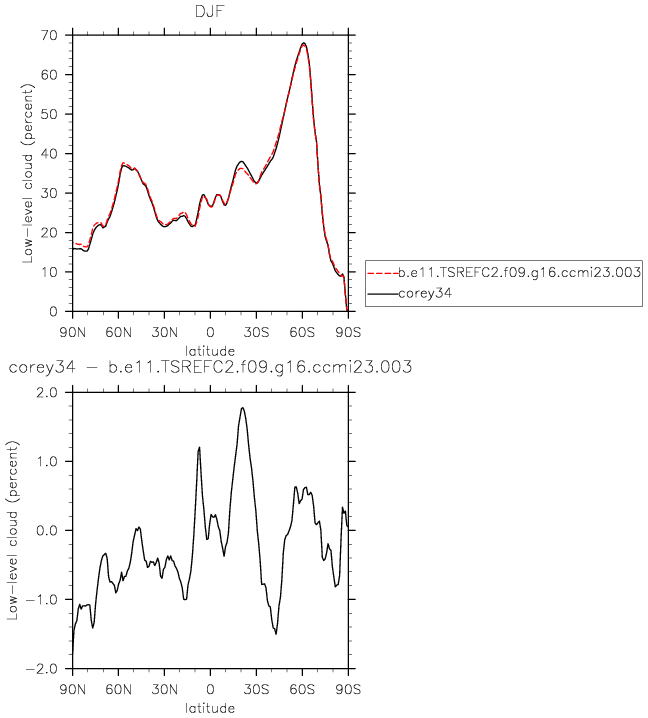 DJF
Low-level cloud (percent)
70
60
50
40
30
20
10
0
90N 60N 30N 0 30S 60S 90S
latitude
b.e11.TSREFC2.f09.g16.ccmi23.003
corey34
corey34 - b.e11.TSREFC2.f09.g16.ccmi23.003
Low-level cloud (percent)
2.0
1.0
0.0
-1.0
-2.0
90N 60N 30N 0 30S 60S 90S
latitude